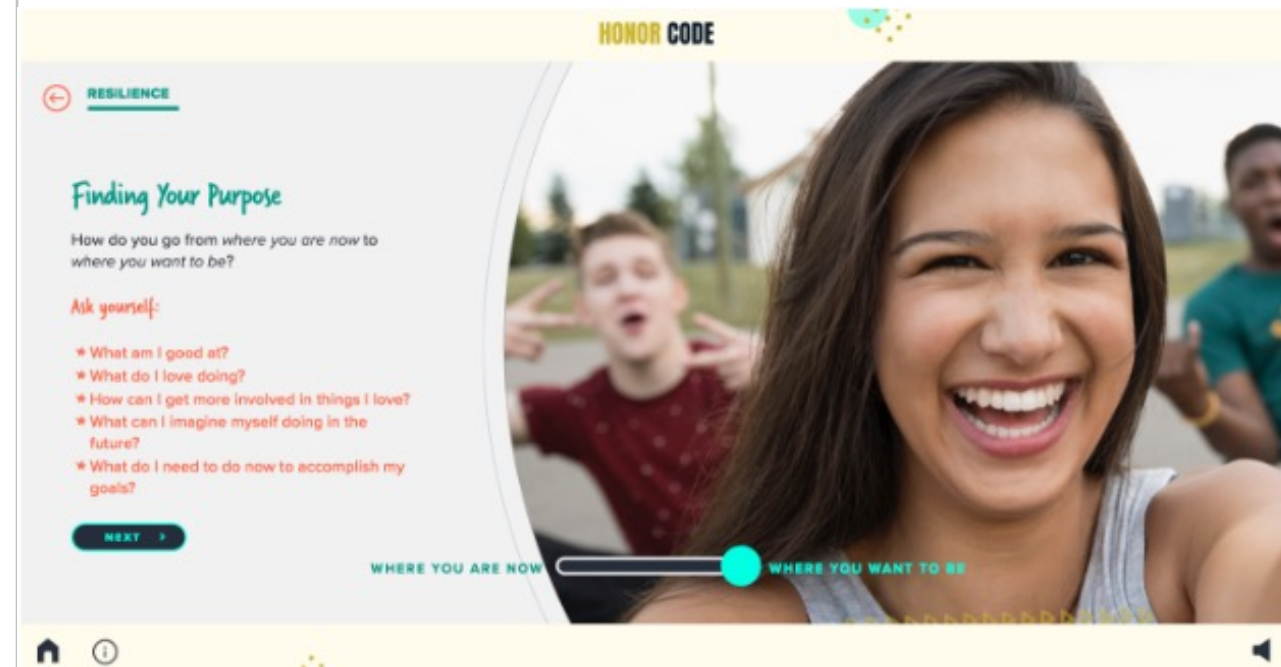 HONOR CODE
RESILIENCE
Finding Your Purpose
How do you go from where you are now to
where you want to be?
Ask yourself:
* What am I good at?
* What do I love doing?
* How can I get more involved in things I love?
* What can I imagine myself doing in the
future?
* What do I need to do now to accomplish my
goals?
NEXT >
WHERE YOU ARE NOW
WHERE YOU WANT TO BE